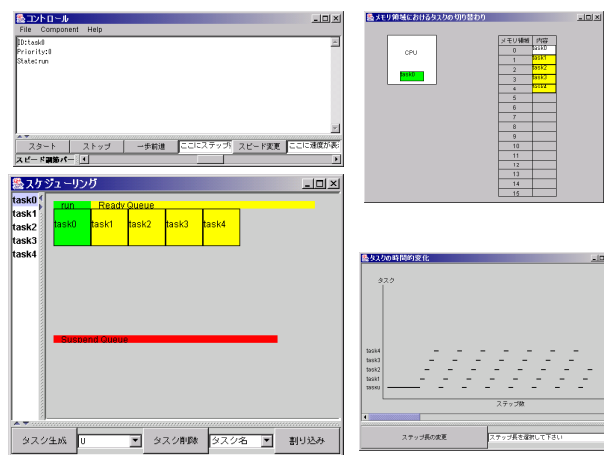 コントロール
File Component Help
ID:task0
Priority:0
State:run
スタート ストップ 一歩前進 ここにステップ スピード変更 ここに速度が表
スピード調節バー
スケジューリング
task0
task1
task2
task3
task4
run Ready Queue
task0 task1 task2 task3 task4
Suspend Queue
タスク生成 0 タスク削除 タスク名 割り込み
メモリ領域におけるタスクの切り替わり
CPU
task0
メモリ領域 内容
0 task0
1 task1
2 task2
3 task3
4 task4
5
6
7
8
9
10
11
12
13
14
15
タスクの時間的変化
タスク
task4
task3
task2
task1
task0
ステップ数
ステップ長の変更 ステップ長を選択して下さい